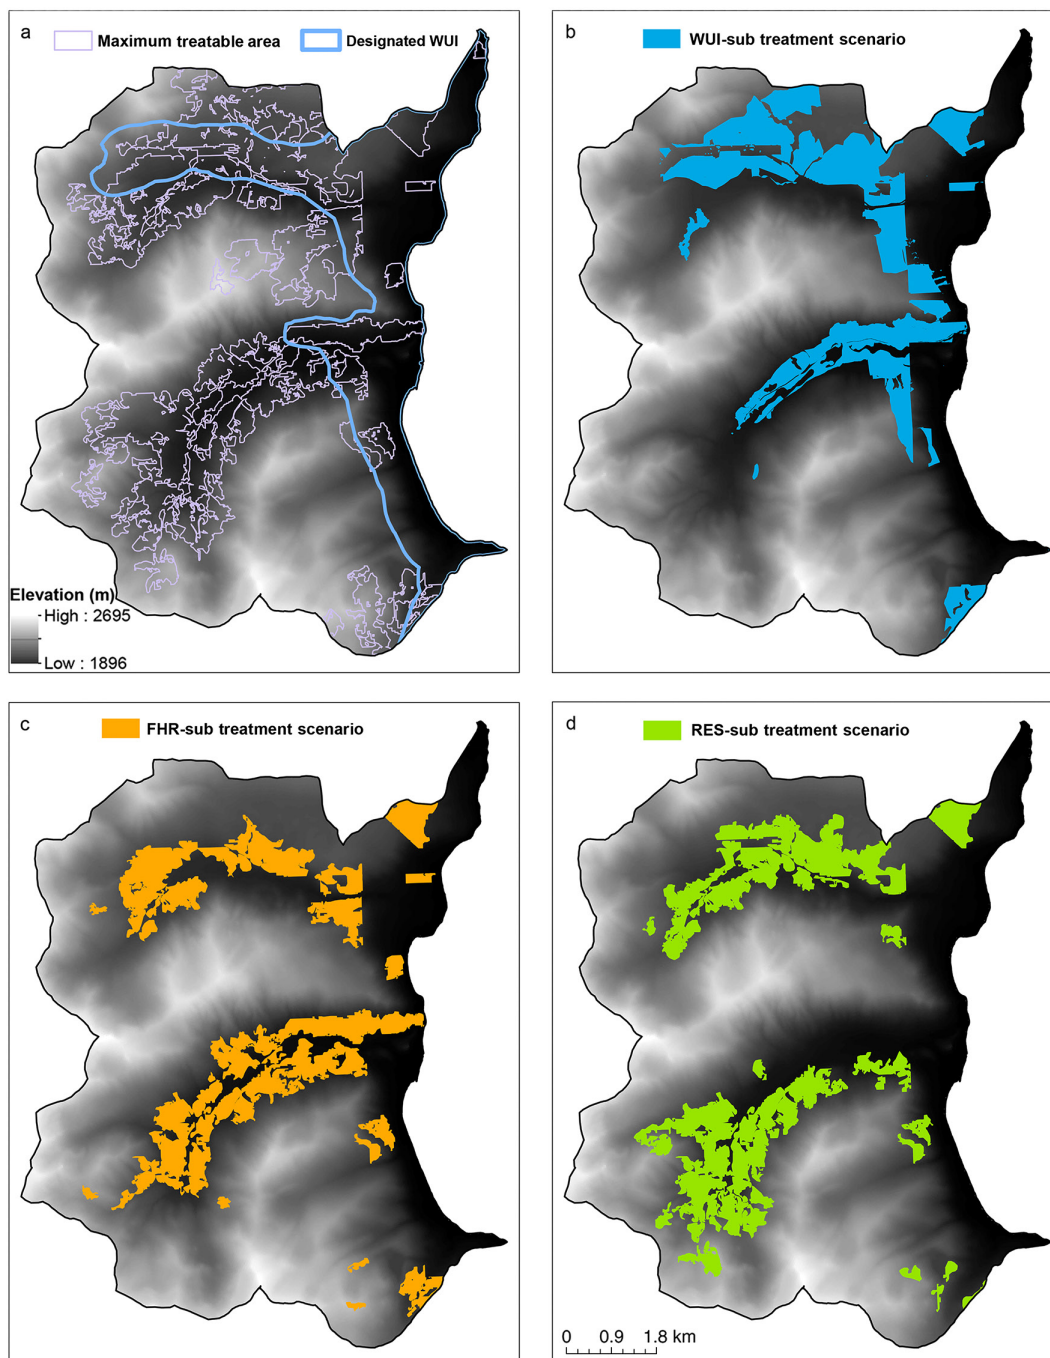 a
Maximum treatable area
Designated WUI
Elevation (m)
High : 2695
Low : 1896
b
WUI-sub treatment scenario
c
FHR-sub treatment scenario
d
RES-sub treatment scenario
0 0.9 1.8 km